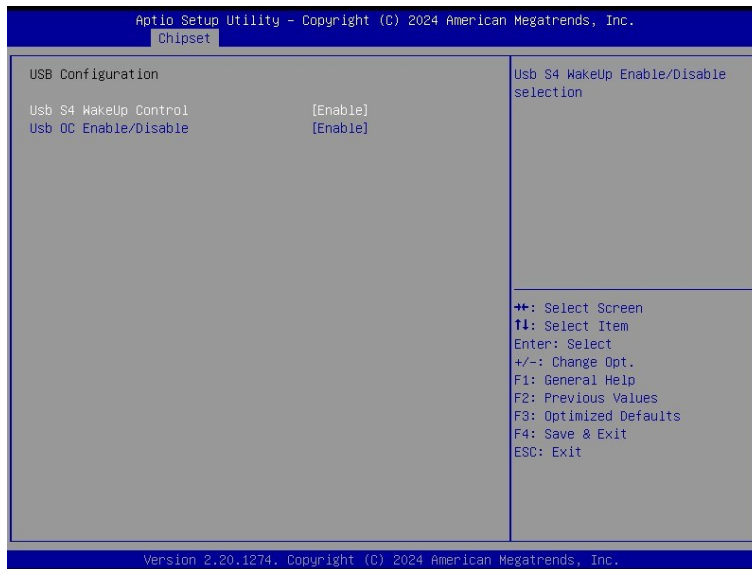 Aptio Setup Utility – Copyright (C) 2024 American Megatrends, Inc.
Chipset
USB Configuration
Usb S4 WakeUp Control [Enable]
Usb OC Enable/Disable [Enable]
Usb S4 WakeUp Enable/Disable
selection
→←: Select Screen
↑↓: Select Item
Enter: Select
+/-: Change Opt.
F1: General Help
F2: Previous Values
F3: Optimized Defaults
F4: Save & Exit
ESC: Exit
Version 2.20.1274. Copyright (C) 2024 American Megatrends, Inc.